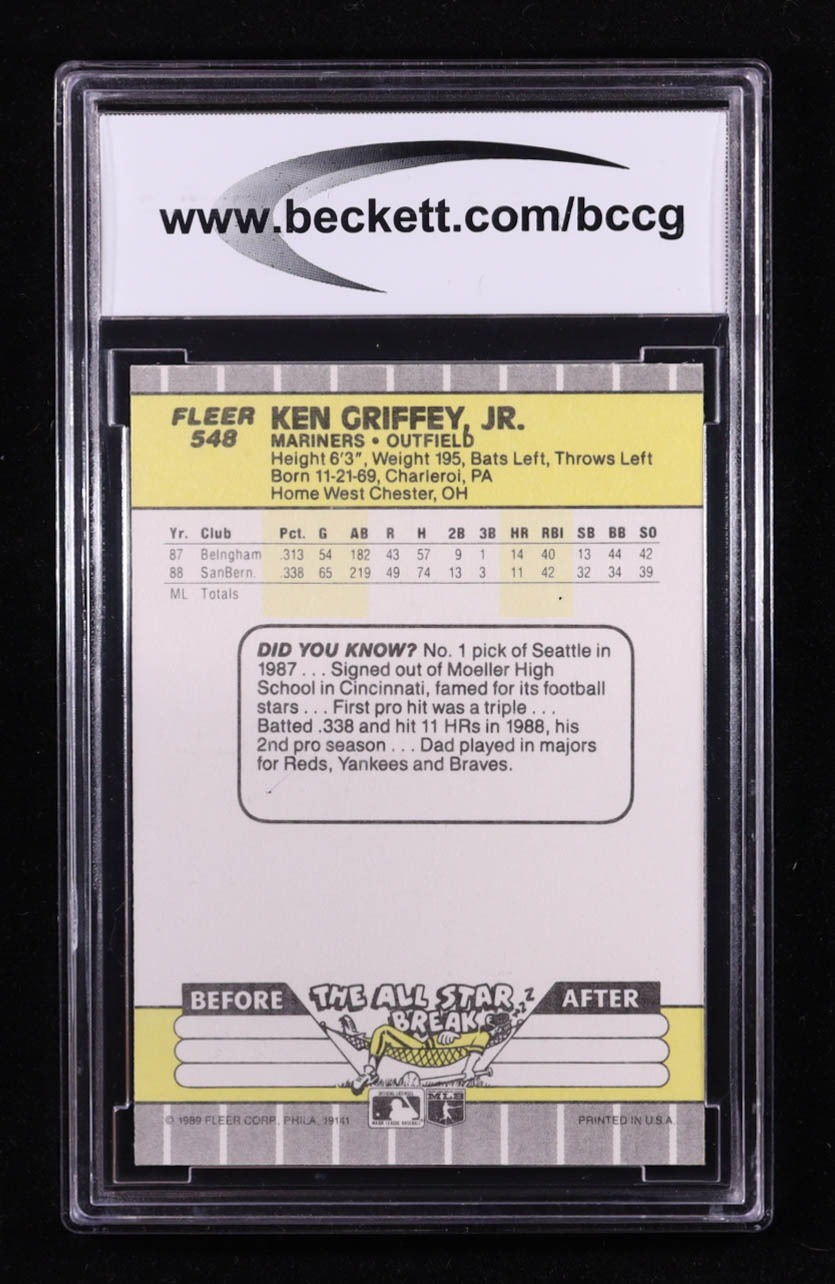 www.beckett.com/bccg
FLEER KEN GRIFFEY, JR.
548 MARINERS • OUTFIELD
Height 6'3", Weight 195, Bats Left, Throws Left
Born 11-21-69, Charleroi, PA
Home West Chester, OH
Yr. Club Pct. G AB R H 2B 3B HR RBI SB BB SO
87 Belngham .313 54 182 43 57 9 1 14 40 13 44 42
88 SanBern. .338 65 219 49 74 13 3 11 42 32 34 39
ML Totals
DID YOU KNOW? No. 1 pick of Seattle in
1987 . . . Signed out of Moeller High
School in Cincinnati, famed for its football
stars . . . First pro hit was a triple . . .
Batted .338 and hit 11 HRs in 1988, his
2nd pro season . . . Dad played in majors
for Reds, Yankees and Braves.
BEFORE THE ALL STAR BREAK zzZ AFTER
MLB
MAJOR LEAGUE BASEBALL
© 1989 FLEER CORP., PHILA. 19141 PRINTED IN U.S.A.